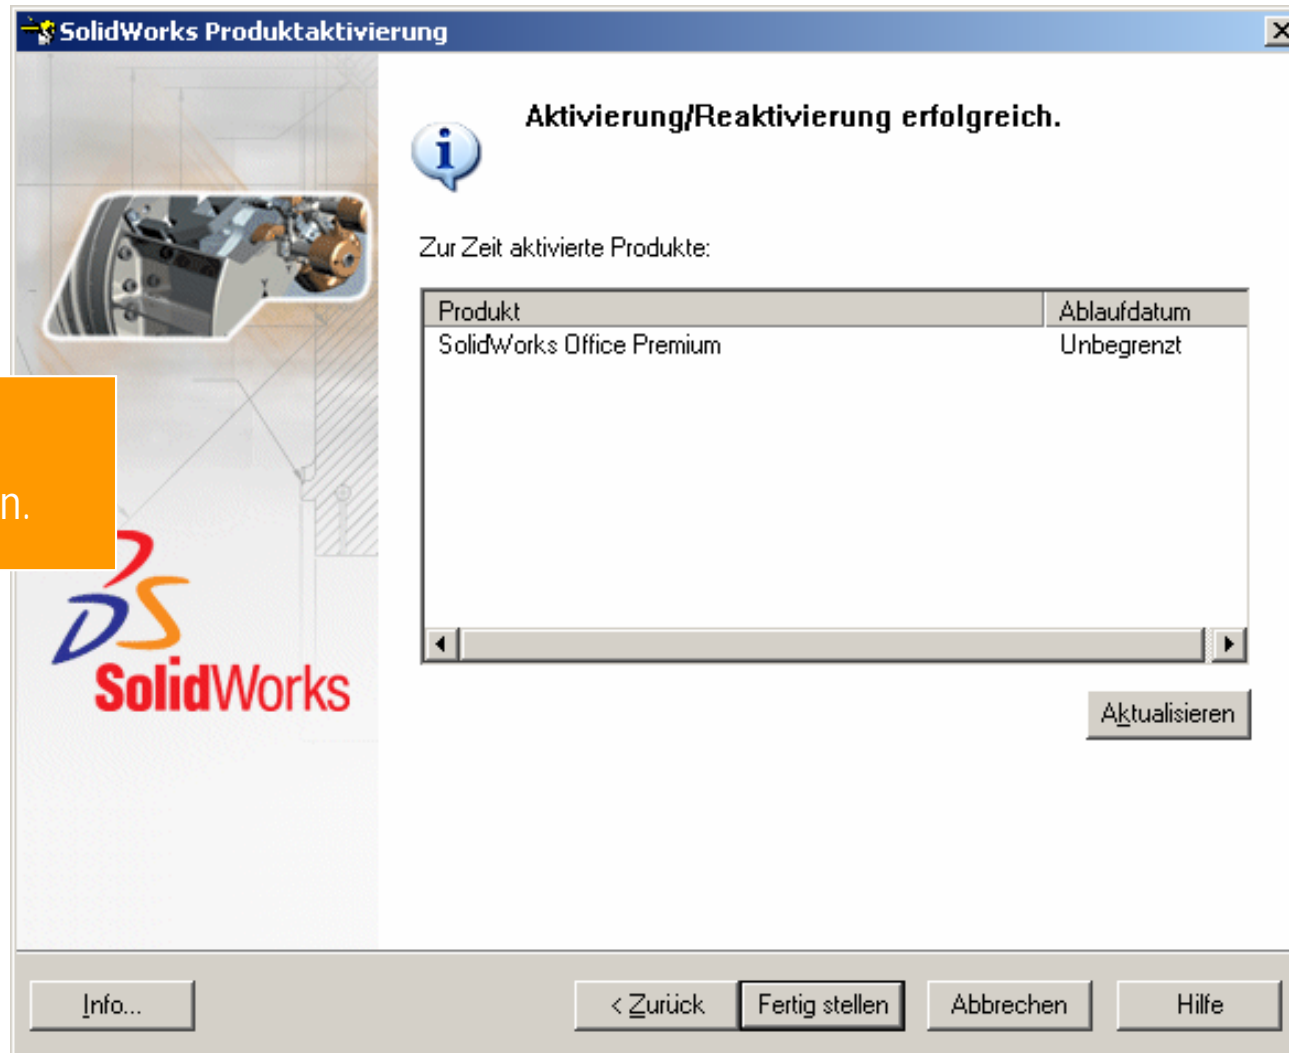 SolidWorks Produktaktivierung
Aktivierung/Reaktivierung erfolgreich.
Zur Zeit aktivierte Produkte:
Produkt Ablaufdatum
SolidWorks Office Premium Unbegrenzt
n.
DS
SolidWorks
Aktualisieren
Info... < Zurück Fertig stellen Abbrechen Hilfe